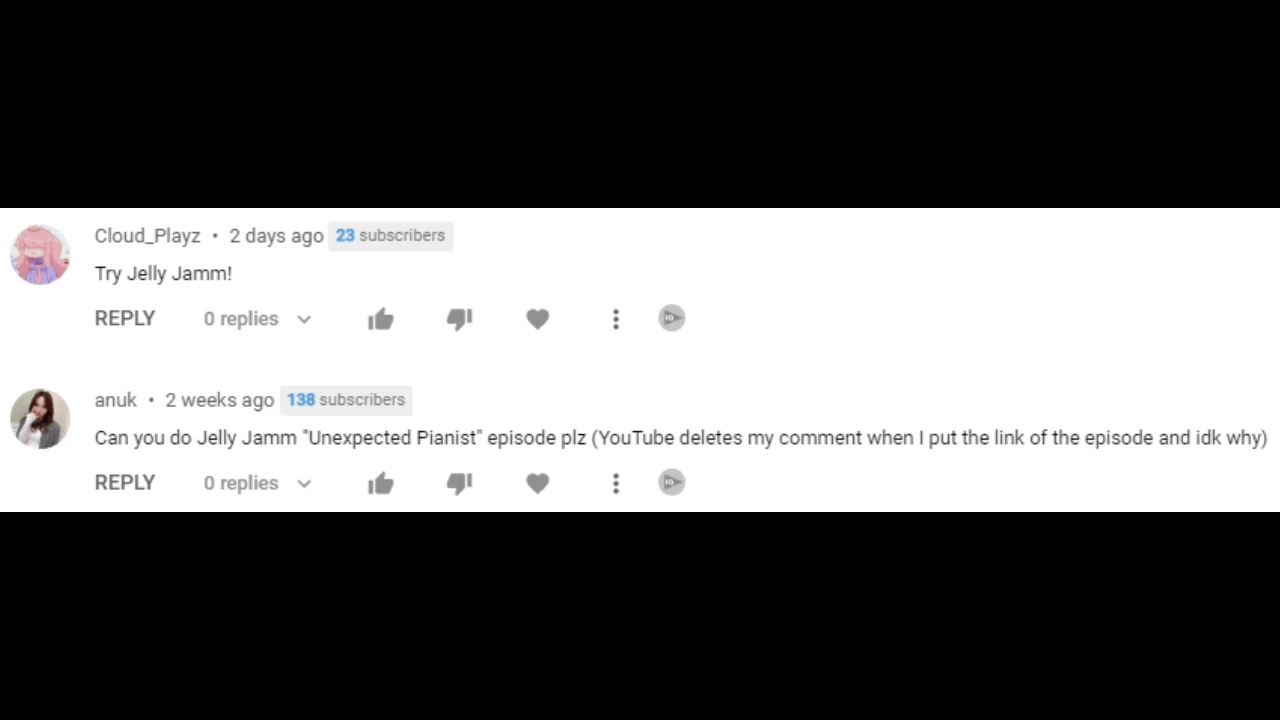 Cloud_Playz • 2 days ago 23 subscribers
Try Jelly Jamm!
REPLY 0 replies
anuk • 2 weeks ago 138 subscribers
Can you do Jelly Jamm "Unexpected Pianist" episode plz (YouTube deletes my comment when I put the link of the episode and idk why)
REPLY 0 replies